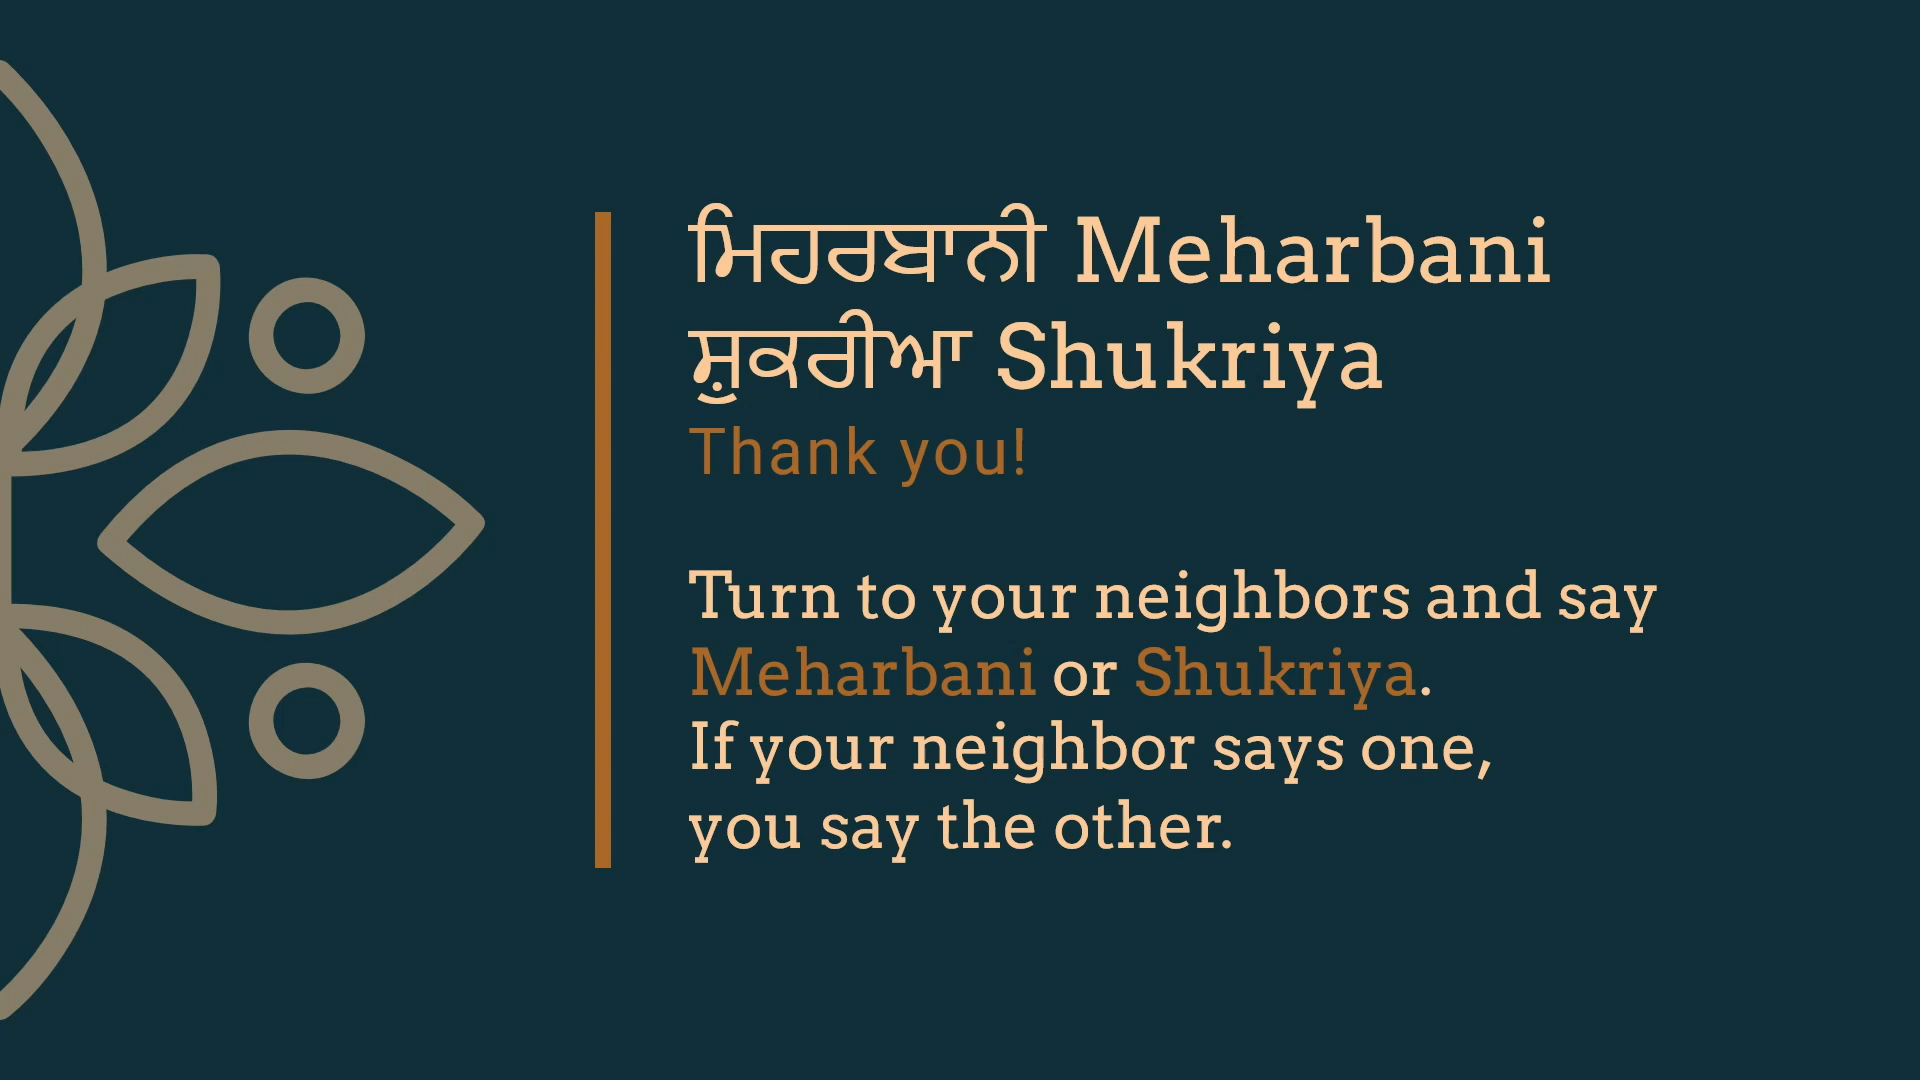 ਮਿਹਰਬਾਨੀ Meharbani
ਸ਼ੁਕਰੀਆ Shukriya
Thank you!
Turn to your neighbors and say
Meharbani or Shukriya.
If your neighbor says one,
you say the other.